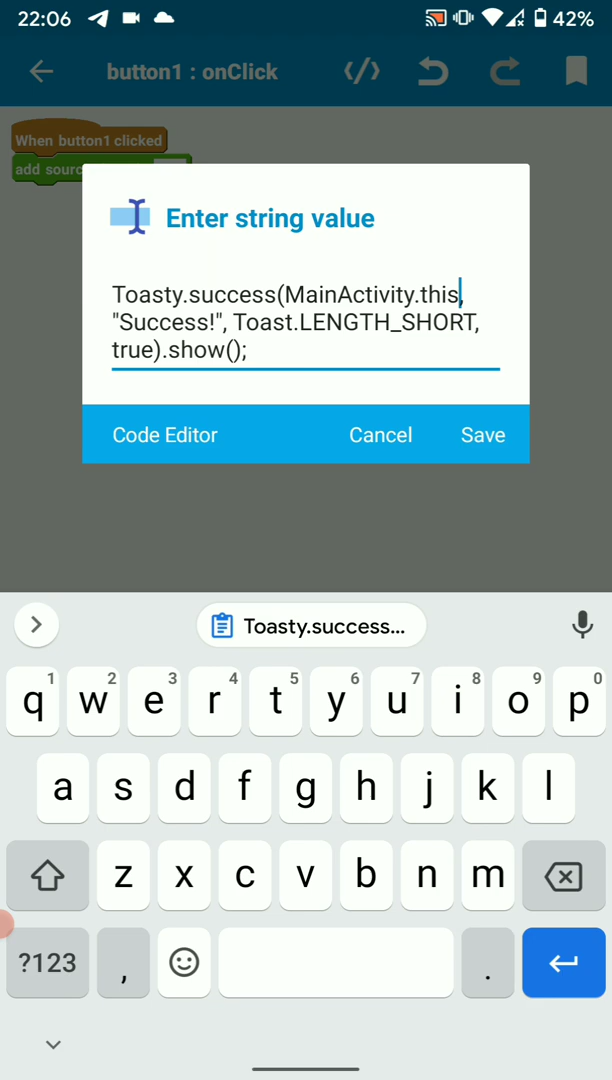 22:06 42%
button1 : onClick
When button1 clicked
add sourc
Enter string value
Toasty.success(MainActivity.this,
"Success!", Toast.LENGTH_SHORT,
true).show();
Code Editor Cancel Save
Toasty.success...
1 2 3 4 5 6 7 8 9 0
q w e r t y u i o p
a s d f g h j k l
z x c v b n m
?123 , .